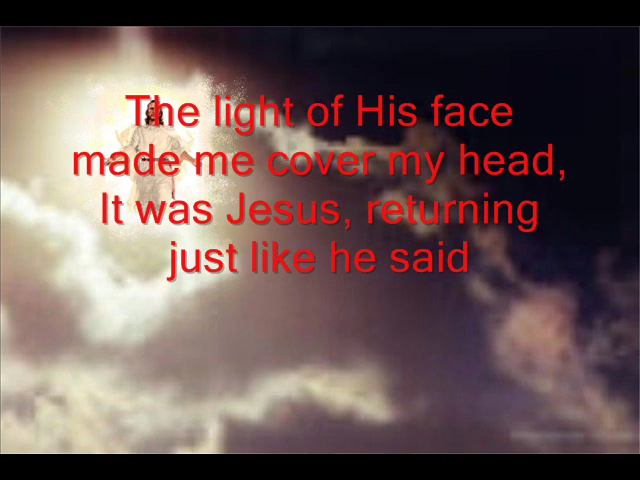 The light of His face
made me cover my head,
It was Jesus, returning
just like he said